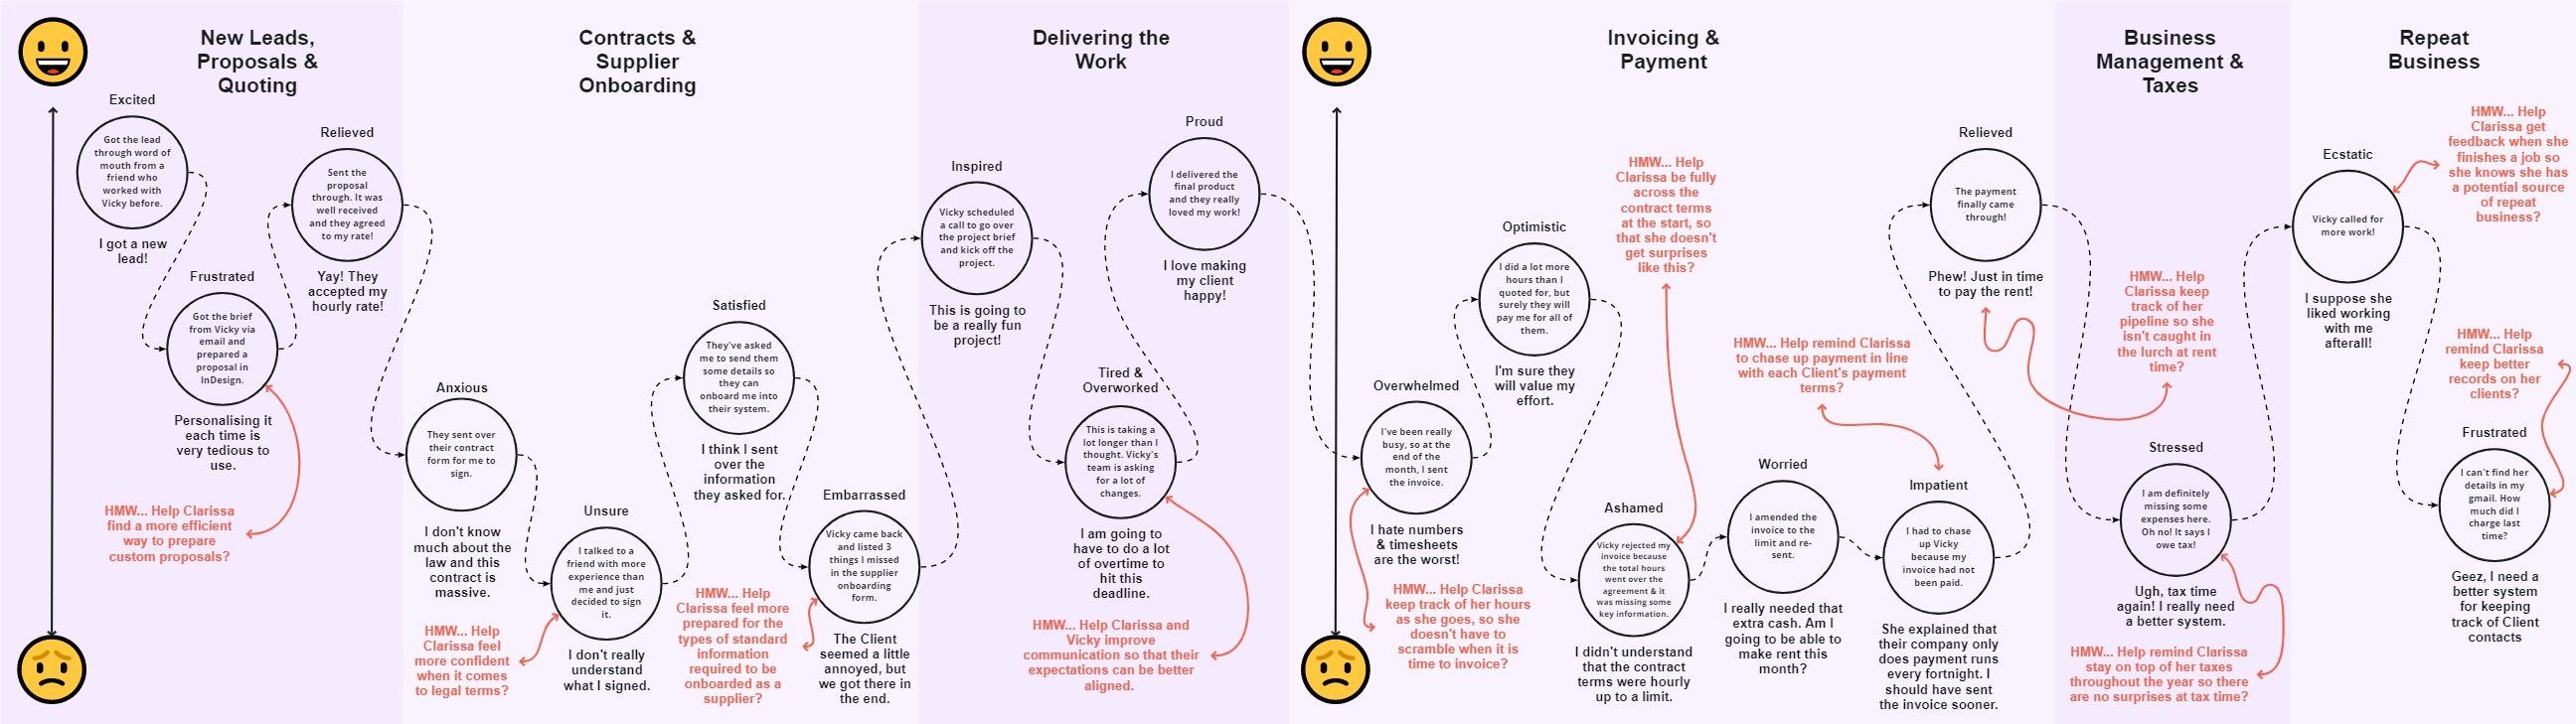 New Leads,
Proposals &
Quoting
Excited
Got the lead
through word of
mouth from a
friend who
worked with
Vicky before.
I got a new
lead!
Frustrated
Got the brief
from Vicky via
email and
prepared a
proposal in
InDesign.
Personalising it
each time is
very tedious to
use.
HMW... Help Clarissa
find a more efficient
way to prepare
custom proposals?
Relieved
Sent the
proposal
through. It was
well received
and they agreed
to my rate!
Yay! They
accepted my
hourly rate!
Contracts &
Supplier
Onboarding
Anxious
They sent over
their contract
form for me to
sign.
I don't know
much about the
law and this
contract is
massive.
HMW... Help
Clarissa feel
more confident
when it comes
to legal terms?
Unsure
I talked to a
friend with more
experience than
me and just
decided to sign
it.
I don't really
understand
what I signed.
Satisfied
They've asked
me to send them
some details so
they can
onboard me into
their system.
I think I sent
over the
information
they asked for.
HMW... Help
Clarissa feel more
prepared for the
types of standard
information
required to be
onboarded as a
supplier?
Embarrassed
Vicky came back
and listed 3
things I missed
in the supplier
onboarding
form.
The Client
seemed a little
annoyed, but
we got there in
the end.
Delivering the
Work
Inspired
Vicky scheduled
a call to go over
the project brief
and kick off the
project.
This is going to
be a really fun
project!
Tired &
Overworked
This is taking a
lot longer than I
thought. Vicky's
team is asking
for a lot of
changes.
I am going to
have to do a lot
of overtime to
hit this
deadline.
HMW... Help Clarissa and
Vicky improve
communication so that their
expectations can be better
aligned.
Proud
I delivered the
final product
and they really
loved my work!
I love making
my client
happy!
Invoicing &
Payment
Overwhelmed
I've been really
busy, so at the
end of the
month, I sent
the invoice.
I hate numbers
& timesheets
are the worst!
HMW... Help Clarissa
keep track of her hours
as she goes, so she
doesn't have to
scramble when it is
time to invoice?
Optimistic
I did a lot more
hours than I
quoted for, but
surely they will
pay me for all of
them.
I'm sure they
will value my
effort.
HMW... Help
Clarissa be fully
across the
contract terms
at the start, so
that she doesn't
get surprises
like this?
Ashamed
Vicky rejected my
invoice because
the total hours
went over the
agreement & it
was missing some
key information.
I didn't understand
that the contract
terms were hourly
up to a limit.
Worried
I amended the
invoice to the
limit and re-
sent.
I really needed that
extra cash. Am I
going to be able to
make rent this
month?
HMW... Help remind Clarissa
to chase up payment in line
with each Client's payment
terms?
Impatient
I had to chase
up Vicky
because my
invoice had not
been paid.
She explained that
their company only
does payment runs
every fortnight. I
should have sent
the invoice sooner.
Relieved
The payment
finally came
through!
Phew! Just in time
to pay the rent!
Business
Management &
Taxes
HMW... Help
Clarissa keep
track of her
pipeline so she
isn't caught in
the lurch at rent
time?
Stressed
I am definitely
missing some
expenses here.
Oh no! It says I
owe tax!
Ugh, tax time
again! I really need
a better system.
HMW... Help remind Clarissa
stay on top of her taxes
throughout the year so there
are no surprises at tax time?
Repeat
Business
Ecstatic
Vicky called for
more work!
I suppose she
liked working
with me
afterall!
HMW... Help
Clarissa get
feedback when she
finishes a job so
she knows she has
a potential source
of repeat
business?
HMW... Help
remind Clarissa
keep better
records on her
clients?
Frustrated
I can't find her
details in my
gmail. How
much did I
charge last
time?
Geez, I need a
better system
for keeping
track of Client
contacts